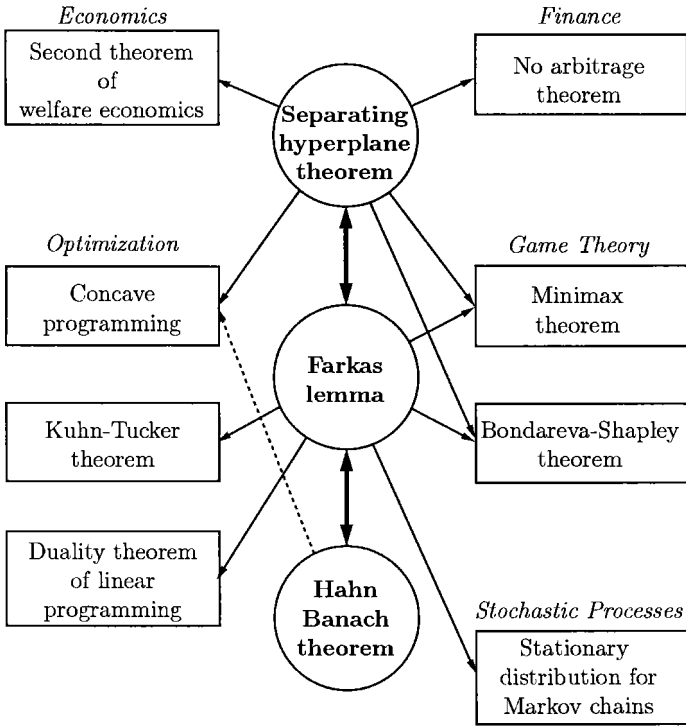 Economics
Second theorem
of
welfare economics
Finance
No arbitrage
theorem
Separating
hyperplane
theorem
Optimization
Concave
programming
Game Theory
Minimax
theorem
Farkas
lemma
Kuhn-Tucker
theorem
Bondareva-Shapley
theorem
Duality theorem
of linear
programming
Hahn
Banach
theorem
Stochastic Processes
Stationary
distribution for
Markov chains